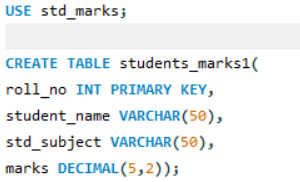 USE std_marks;
CREATE TABLE students_marks1(
roll_no INT PRIMARY KEY,
student_name VARCHAR(50),
std_subject VARCHAR(50),
marks DECIMAL(5,2));